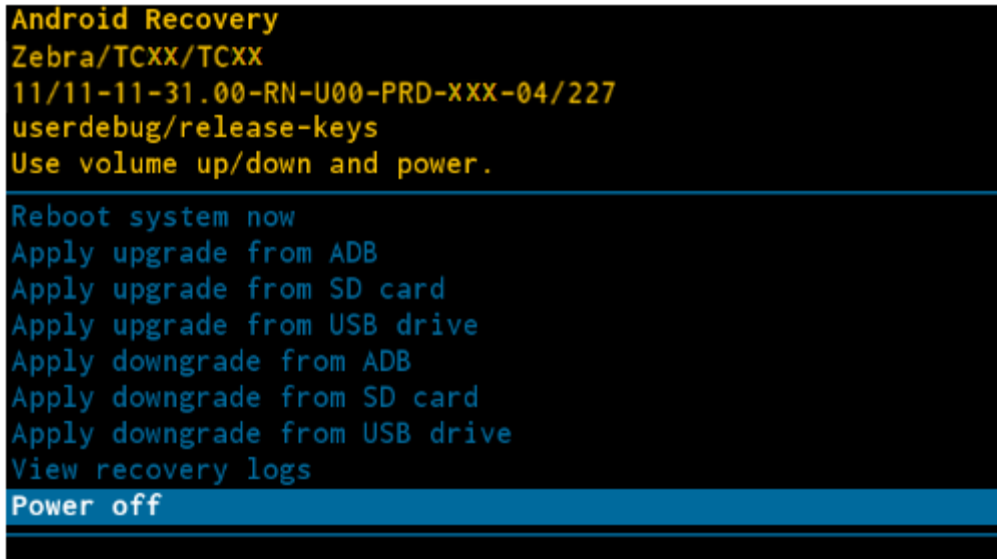 Android Recovery
Zebra/TCXX/TCXX
11/11-11-31.00-RN-U00-PRD-XXX-04/227
userdebug/release-keys
Use volume up/down and power.
Reboot system now
Apply upgrade from ADB
Apply upgrade from SD card
Apply upgrade from USB drive
Apply downgrade from ADB
Apply downgrade from SD card
Apply downgrade from USB drive
View recovery logs
Power off